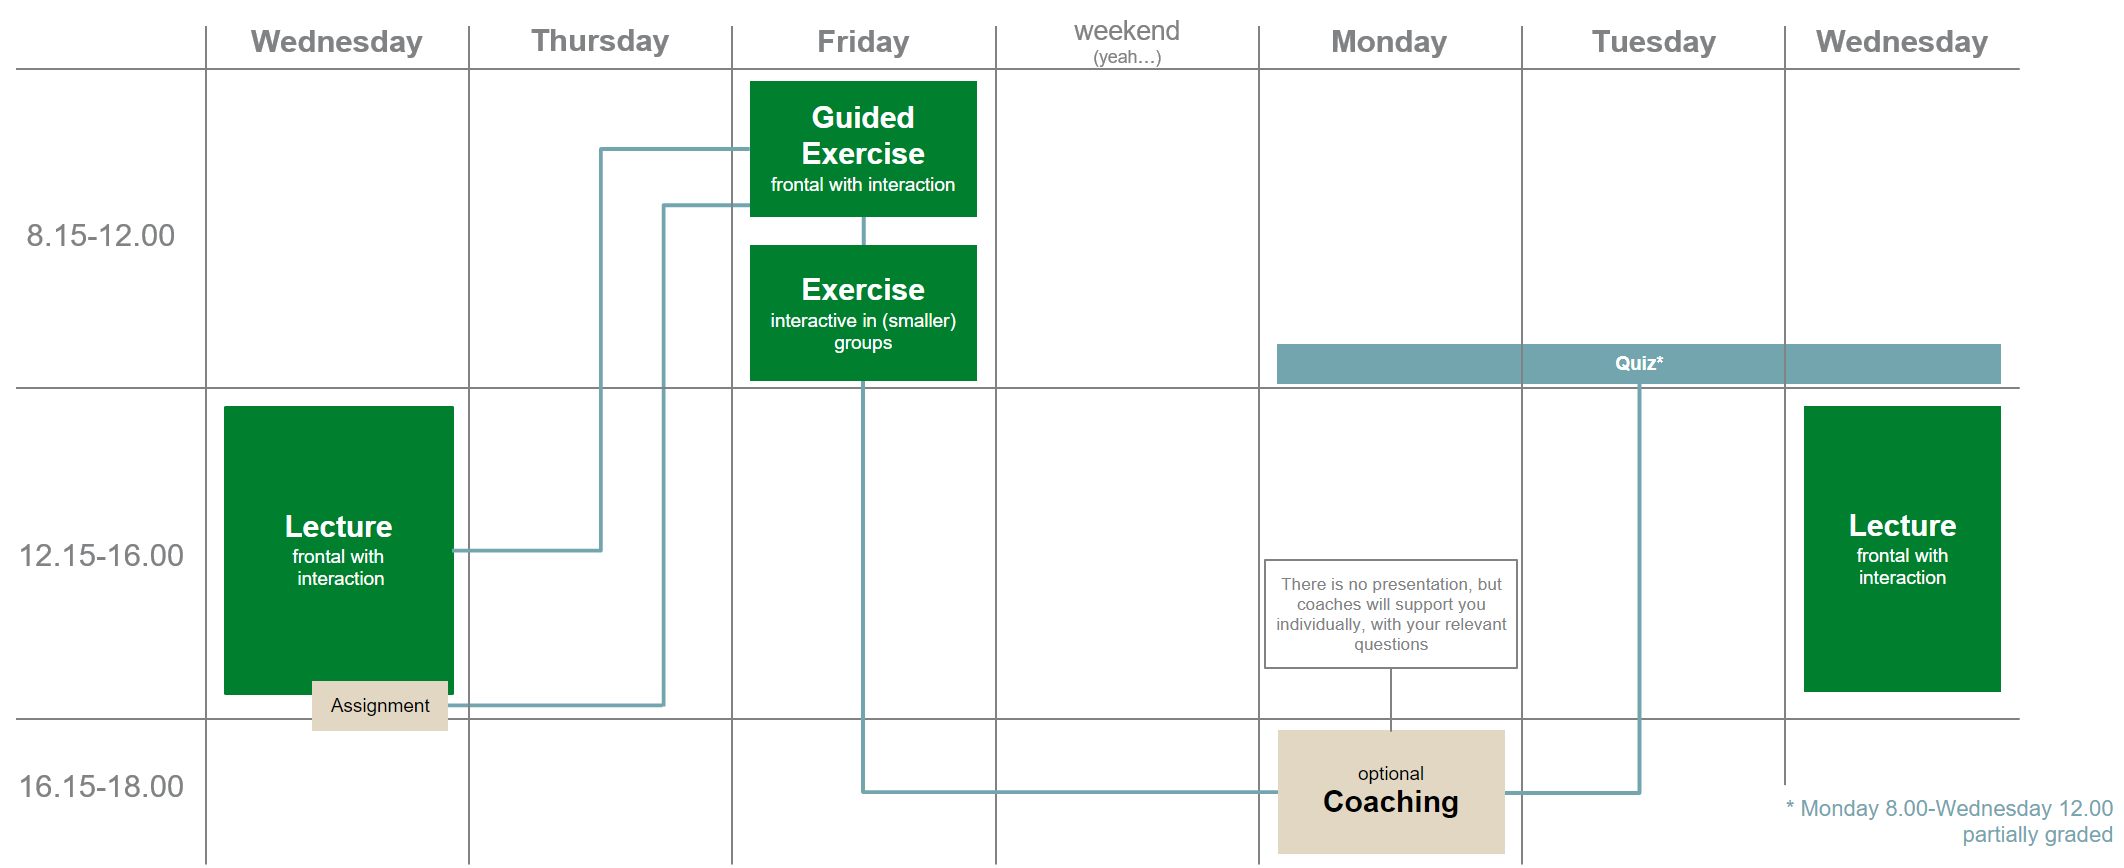 Wednesday
Thursday
Friday
weekend
(yeah...)
Monday
Tuesday
Wednesday
8.15-12.00
Guided
Exercise
frontal with interaction
Exercise
interactive in (smaller)
groups
Quiz*
12.15-16.00
Lecture
frontal with
interaction
Assignment
There is no presentation, but
coaches will support you
individually, with your relevant
questions
Lecture
frontal with
interaction
16.15-18.00
optional
Coaching
* Monday 8.00-Wednesday 12.00
partially graded